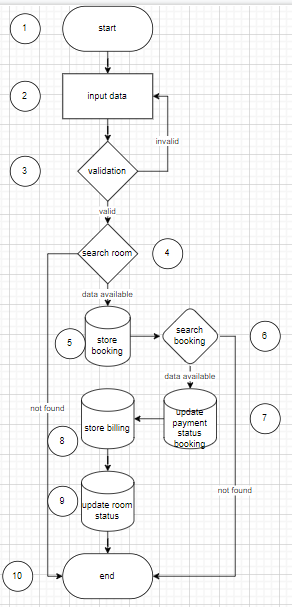 1
start
2
input data
invalid
3
validation
valid
search room
4
data available
5
store
booking
search
booking
6
data available
not found
8
store billing
update
payment
status
booking
7
9
update room
status
not found
10
end